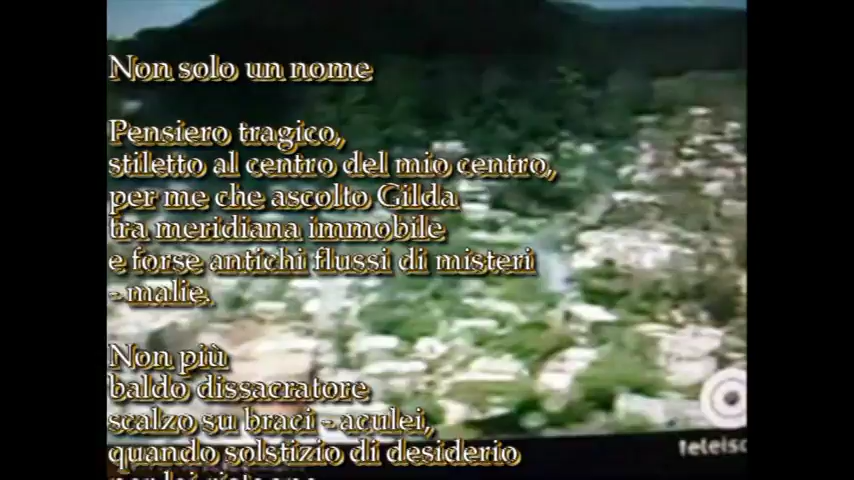 Non solo un nome
Pensiero tragico,
stiletto al centro del mio centro,
per me che ascolto Gilda
tra meridiana immobile
e forse antichi flussi di misteri
- malie.
Non più
baldo dissacratore
scalzo su braci - aculei,
quando solstizio di desiderio
teleisc